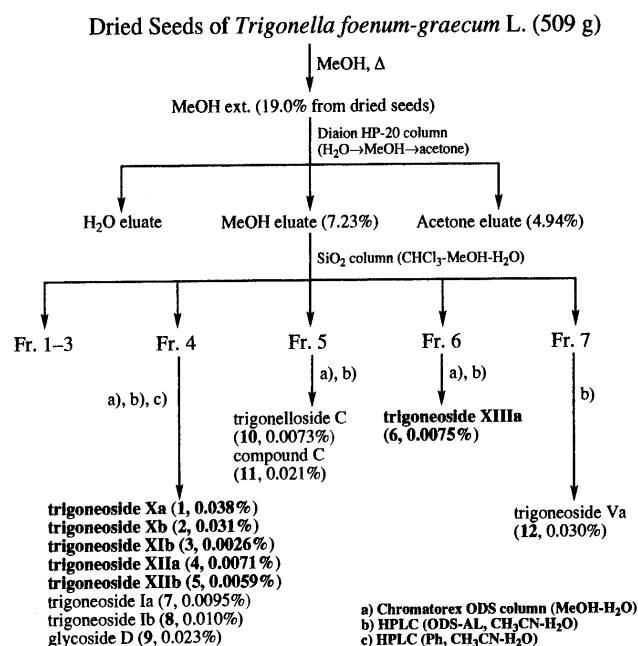 Dried Seeds of Trigonella foenum-graecum L. (509 g)
MeOH, Δ
MeOH ext. (19.0% from dried seeds)
Diaion HP-20 column
(H₂O→MeOH→acetone)
H₂O eluate
MeOH eluate (7.23%)
Acetone eluate (4.94%)
SiO₂ column (CHCl₃-MeOH-H₂O)
Fr. 1–3
Fr. 4
Fr. 5
Fr. 6
Fr. 7
a), b), c)
a), b)
a), b)
b)
trigonelloside C
(10, 0.0073%)
compound C
(11, 0.021%)
trigoneoside XIIIa
(6, 0.0075%)
trigoneoside Xa (1, 0.038%)
trigoneoside Xb (2, 0.031%)
trigoneoside XIb (3, 0.0026%)
trigoneoside XIIa (4, 0.0071%)
trigoneoside XIIb (5, 0.0059%)
trigoneoside Ia (7, 0.0095%)
trigoneoside Ib (8, 0.010%)
glycoside D (9, 0.023%)
trigoneoside Va
(12, 0.030%)
a) Chromatorex ODS column (MeOH-H₂O)
b) HPLC (ODS-AL, CH₃CN-H₂O)
c) HPLC (Ph, CH₃CN-H₂O)